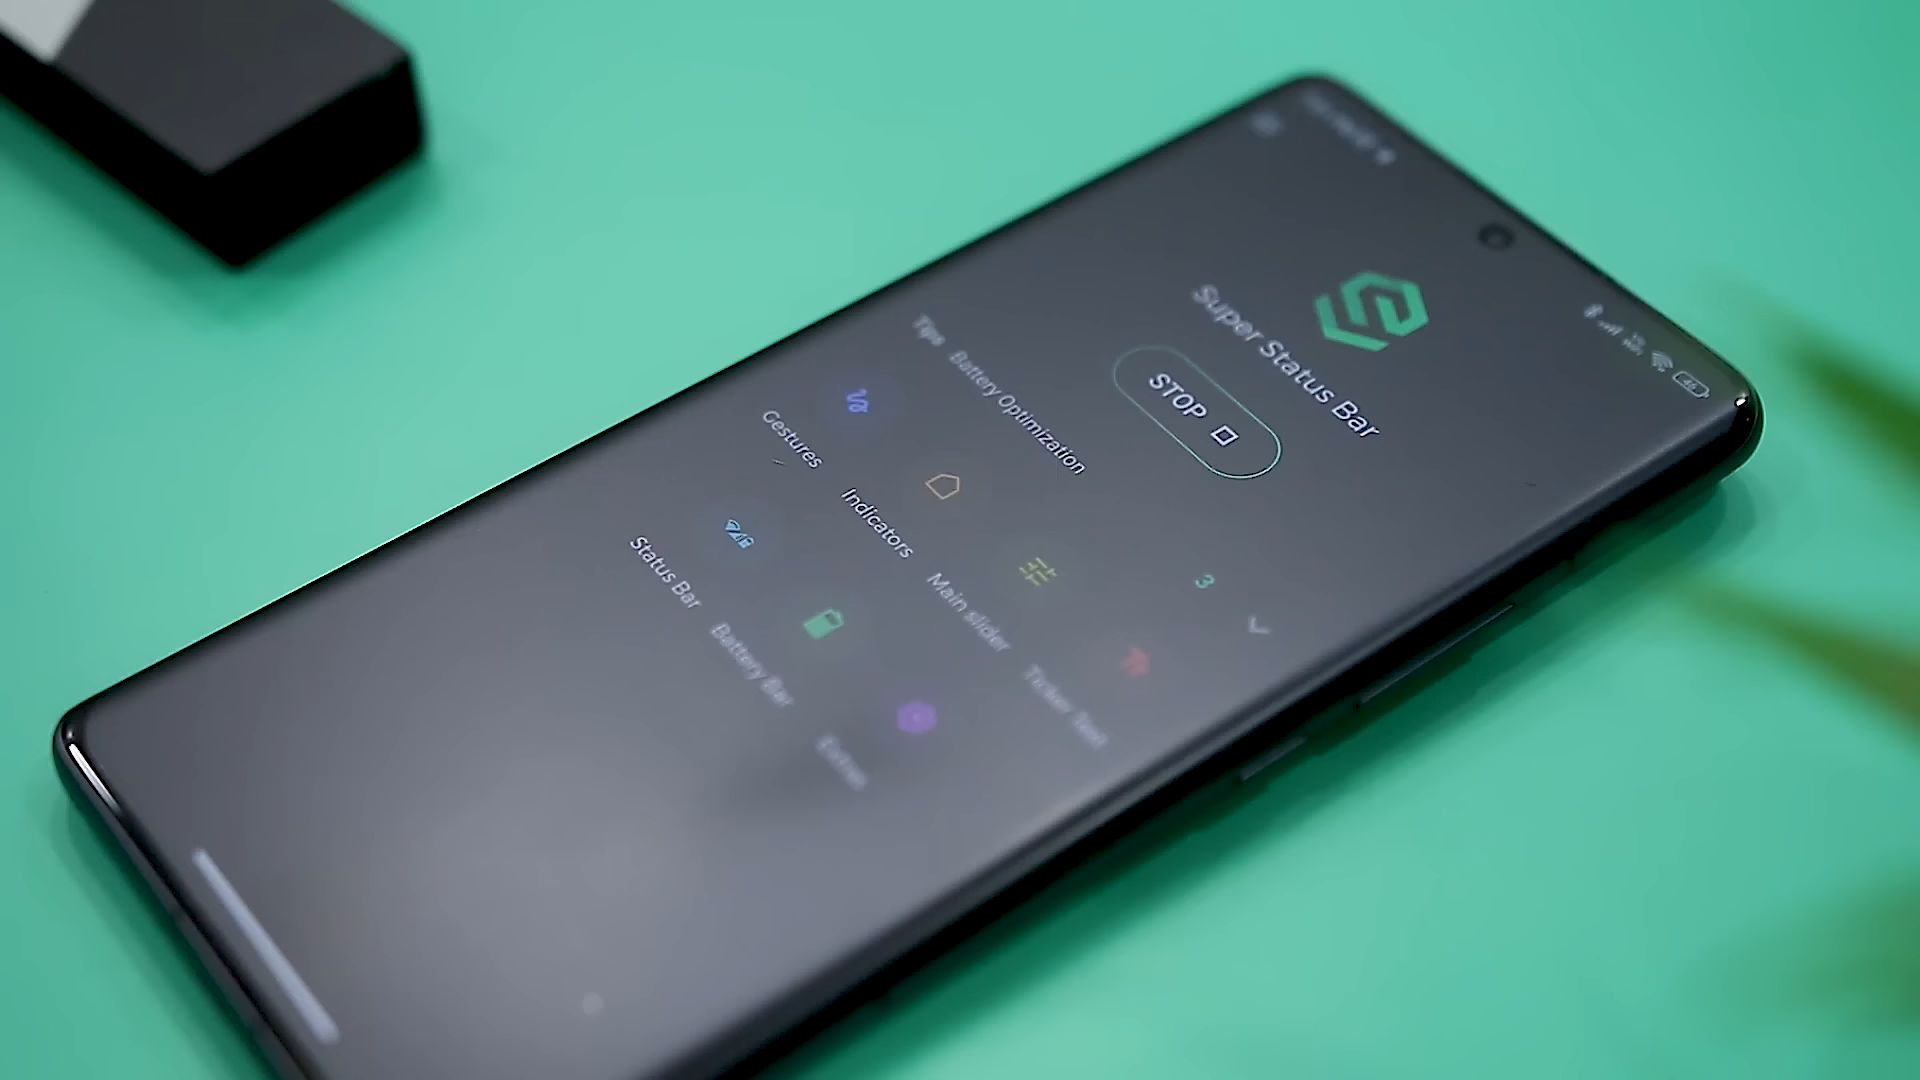 46
Super Status Bar
STOP
Tips Battery Optimization
3
Gestures
Indicators
Main slider
Ticker Text
Status Bar
Battery Bar
Extras